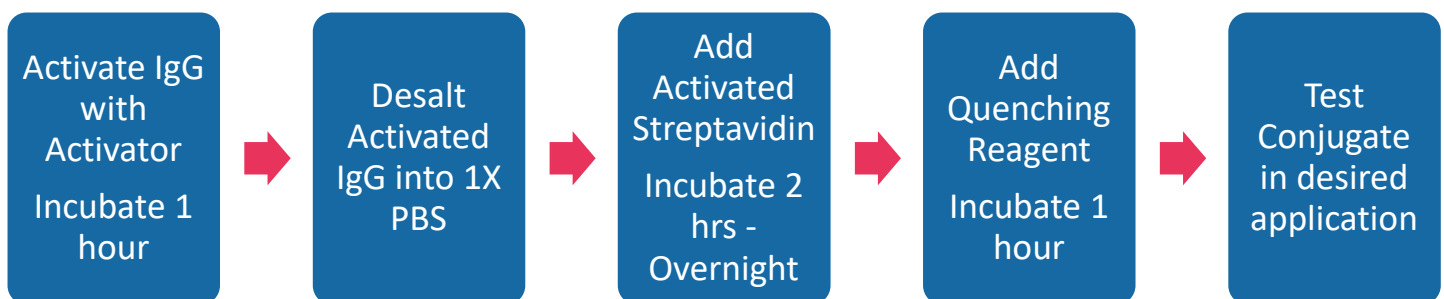 Activate IgG
with
Activator
Incubate 1
hour
Desalt
Activated
IgG into 1X
PBS
Add
Activated
Streptavidin
Incubate 2
hrs -
Overnight
Add
Quenching
Reagent
Incubate 1
hour
Test
Conjugate
in desired
application